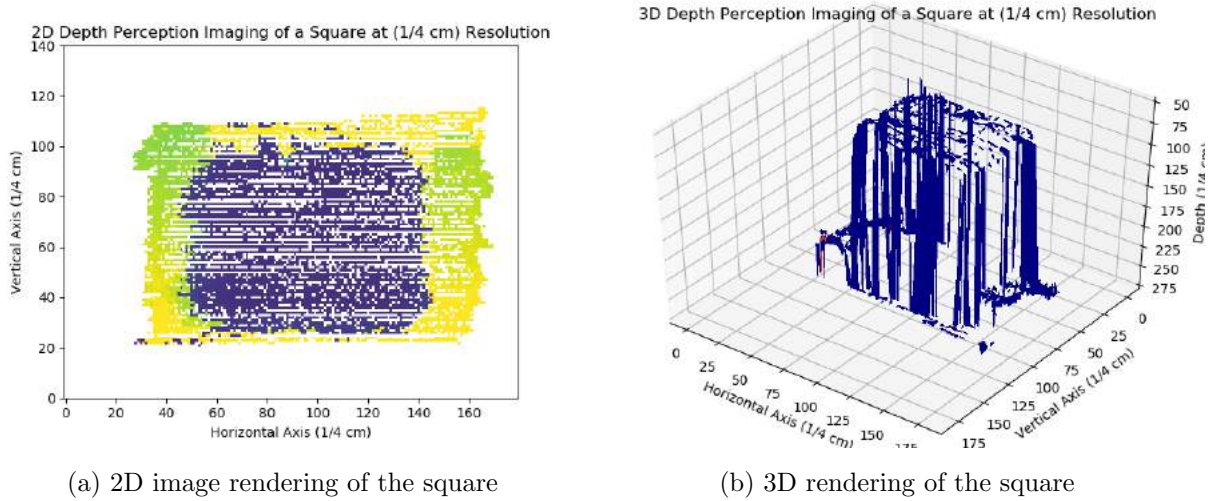 2D Depth Perception Imaging of a Square at (1/4 cm) Resolution
140
120
100
80
60
40
20
0
Vertical Axis (1/4 cm)
0 20 40 60 80 100 120 140 160
Horizontal Axis (1/4 cm)
(a) 2D image rendering of the square
3D Depth Perception Imaging of a Square at (1/4 cm) Resolution
50
75
100
125
150
175
200
225
250
275
Depth (1/4 cm)
0 25 50 75 100 125 150 175
Horizontal Axis (1/4 cm)
0
25
50
75
100
125
150
175
Vertical Axis (1/4 cm)
(b) 3D rendering of the square